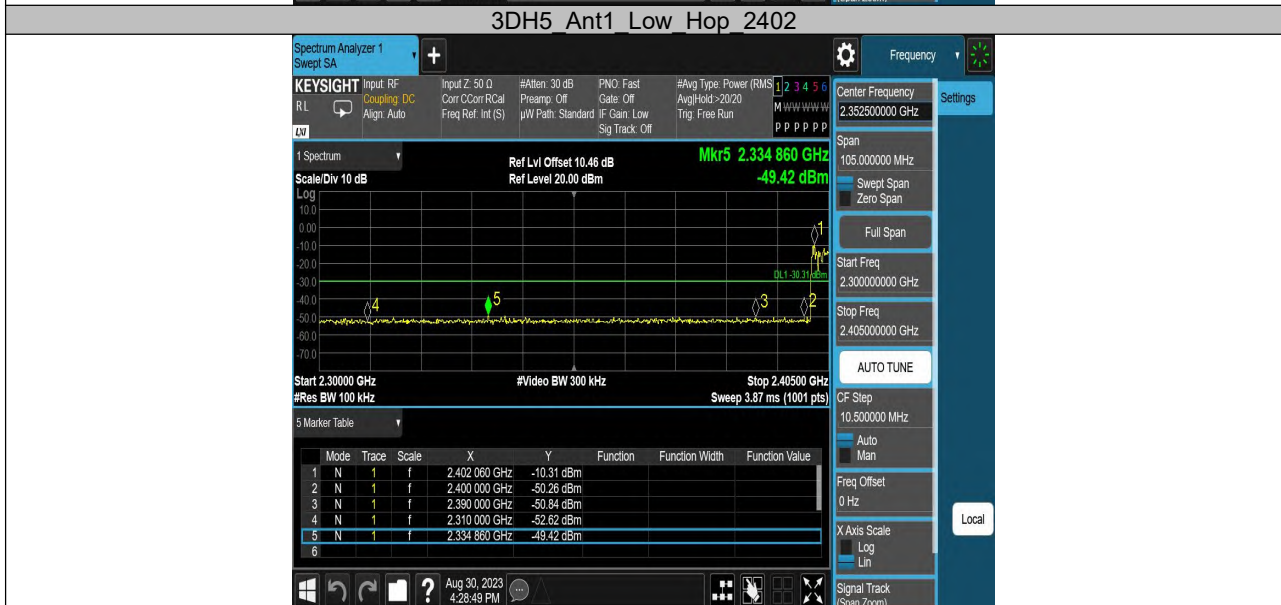 3DH5_Ant1_Low_Hop_2402
Spectrum Analyzer 1
Swept SA
+
Frequency
KEYSIGHT
RL
LXI
Input: RF
Coupling: DC
Align: Auto
Input Z: 50 Ω
Corr CCorr RCal
Freq Ref: Int (S)
#Atten: 30 dB
Preamp: Off
µW Path: Standard
PNO: Fast
Gate: Off
IF Gain: Low
Sig Track: Off
#Avg Type: Power (RMS
Avg|Hold:>20/20
Trig: Free Run
1 2 3 4 5 6
M W W W W W
P P P P P P
Center Frequency
2.352500000 GHz
Settings
1 Spectrum
Scale/Div 10 dB
Ref Lvl Offset 10.46 dB
Ref Level 20.00 dBm
Mkr5 2.334 860 GHz
-49.42 dBm
Span
105.000000 MHz
Swept Span
Zero Span
Full Span
Start Freq
2.300000000 GHz
Stop Freq
2.405000000 GHz
AUTO TUNE
CF Step
10.500000 MHz
Auto
Man
Freq Offset
0 Hz
X Axis Scale
Log
Lin
Signal Track
(Span Zoom)
Local
Log
10.0
0.00
-10.0
-20.0
-30.0
-40.0
-50.0
-60.0
-70.0
1
DL1 -30.31 dBm
4
5
3
2
Start 2.30000 GHz
#Video BW 300 kHz
Stop 2.40500 GHz
#Res BW 100 kHz
Sweep 3.87 ms (1001 pts)
5 Marker Table
Mode Trace Scale X Y Function Function Width Function Value
1 N 1 f 2.402 060 GHz -10.31 dBm
2 N 1 f 2.400 000 GHz -50.26 dBm
3 N 1 f 2.390 000 GHz -50.84 dBm
4 N 1 f 2.310 000 GHz -52.62 dBm
5 N 1 f 2.334 860 GHz -49.42 dBm
6
?
Aug 30, 2023
4:28:49 PM